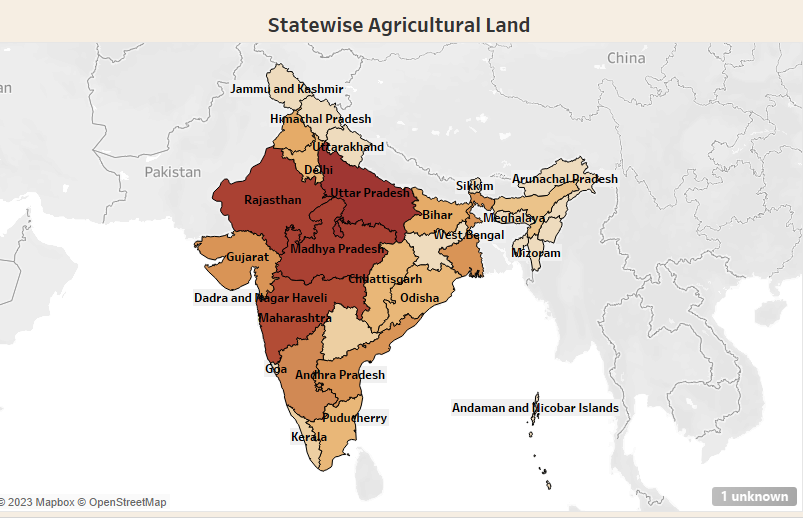 Statewise Agricultural Land
China
an
Jammu and Kashmir
Himachal Pradesh
Uttarakhand
Pakistan
Delhi
Arunachal Pradesh
Sikkim
Uttar Pradesh
Rajasthan
Bihar
Meghalaya
West Bengal
Madhya Pradesh
Mizoram
Gujarat
Chhattisgarh
Dadra and Nagar Haveli
Odisha
Maharashtra
Goa
Andhra Pradesh
Andaman and Nicobar Islands
Puducherry
Kerala
1 unknown
© 2023 Mapbox © OpenStreetMap